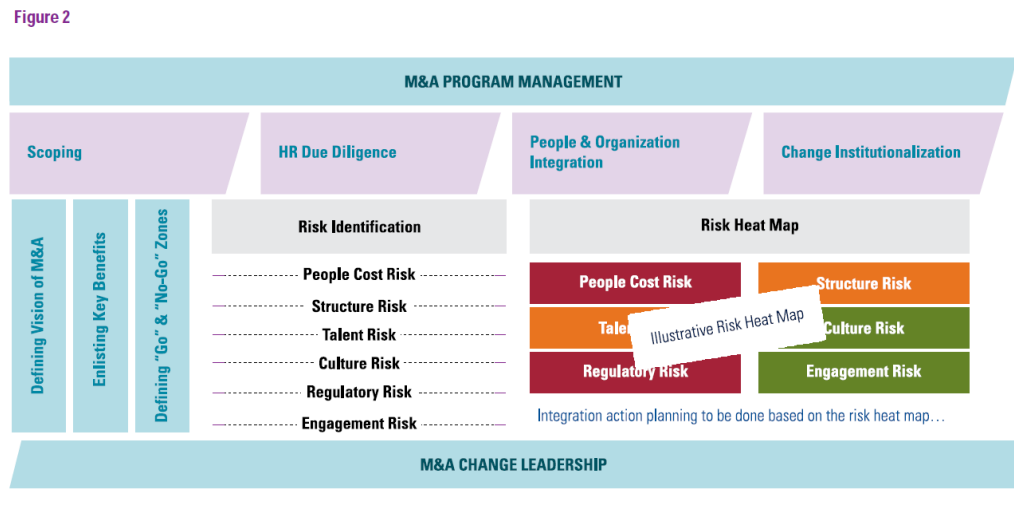 Figure 2
M&A PROGRAM MANAGEMENT
Scoping
HR Due Diligence
People & Organization
Integration
Change Institutionalization
Defining Vision of M&A
Enlisting Key Benefits
Defining "Go" & "No-Go" Zones
Risk Identification
People Cost Risk
Structure Risk
Talent Risk
Culture Risk
Regulatory Risk
Engagement Risk
Risk Heat Map
People Cost Risk
Structure Risk
Illustrative Risk Heat Map
Culture Risk
Regulatory Risk
Engagement Risk
Integration action planning to be done based on the risk heat map…
M&A CHANGE LEADERSHIP